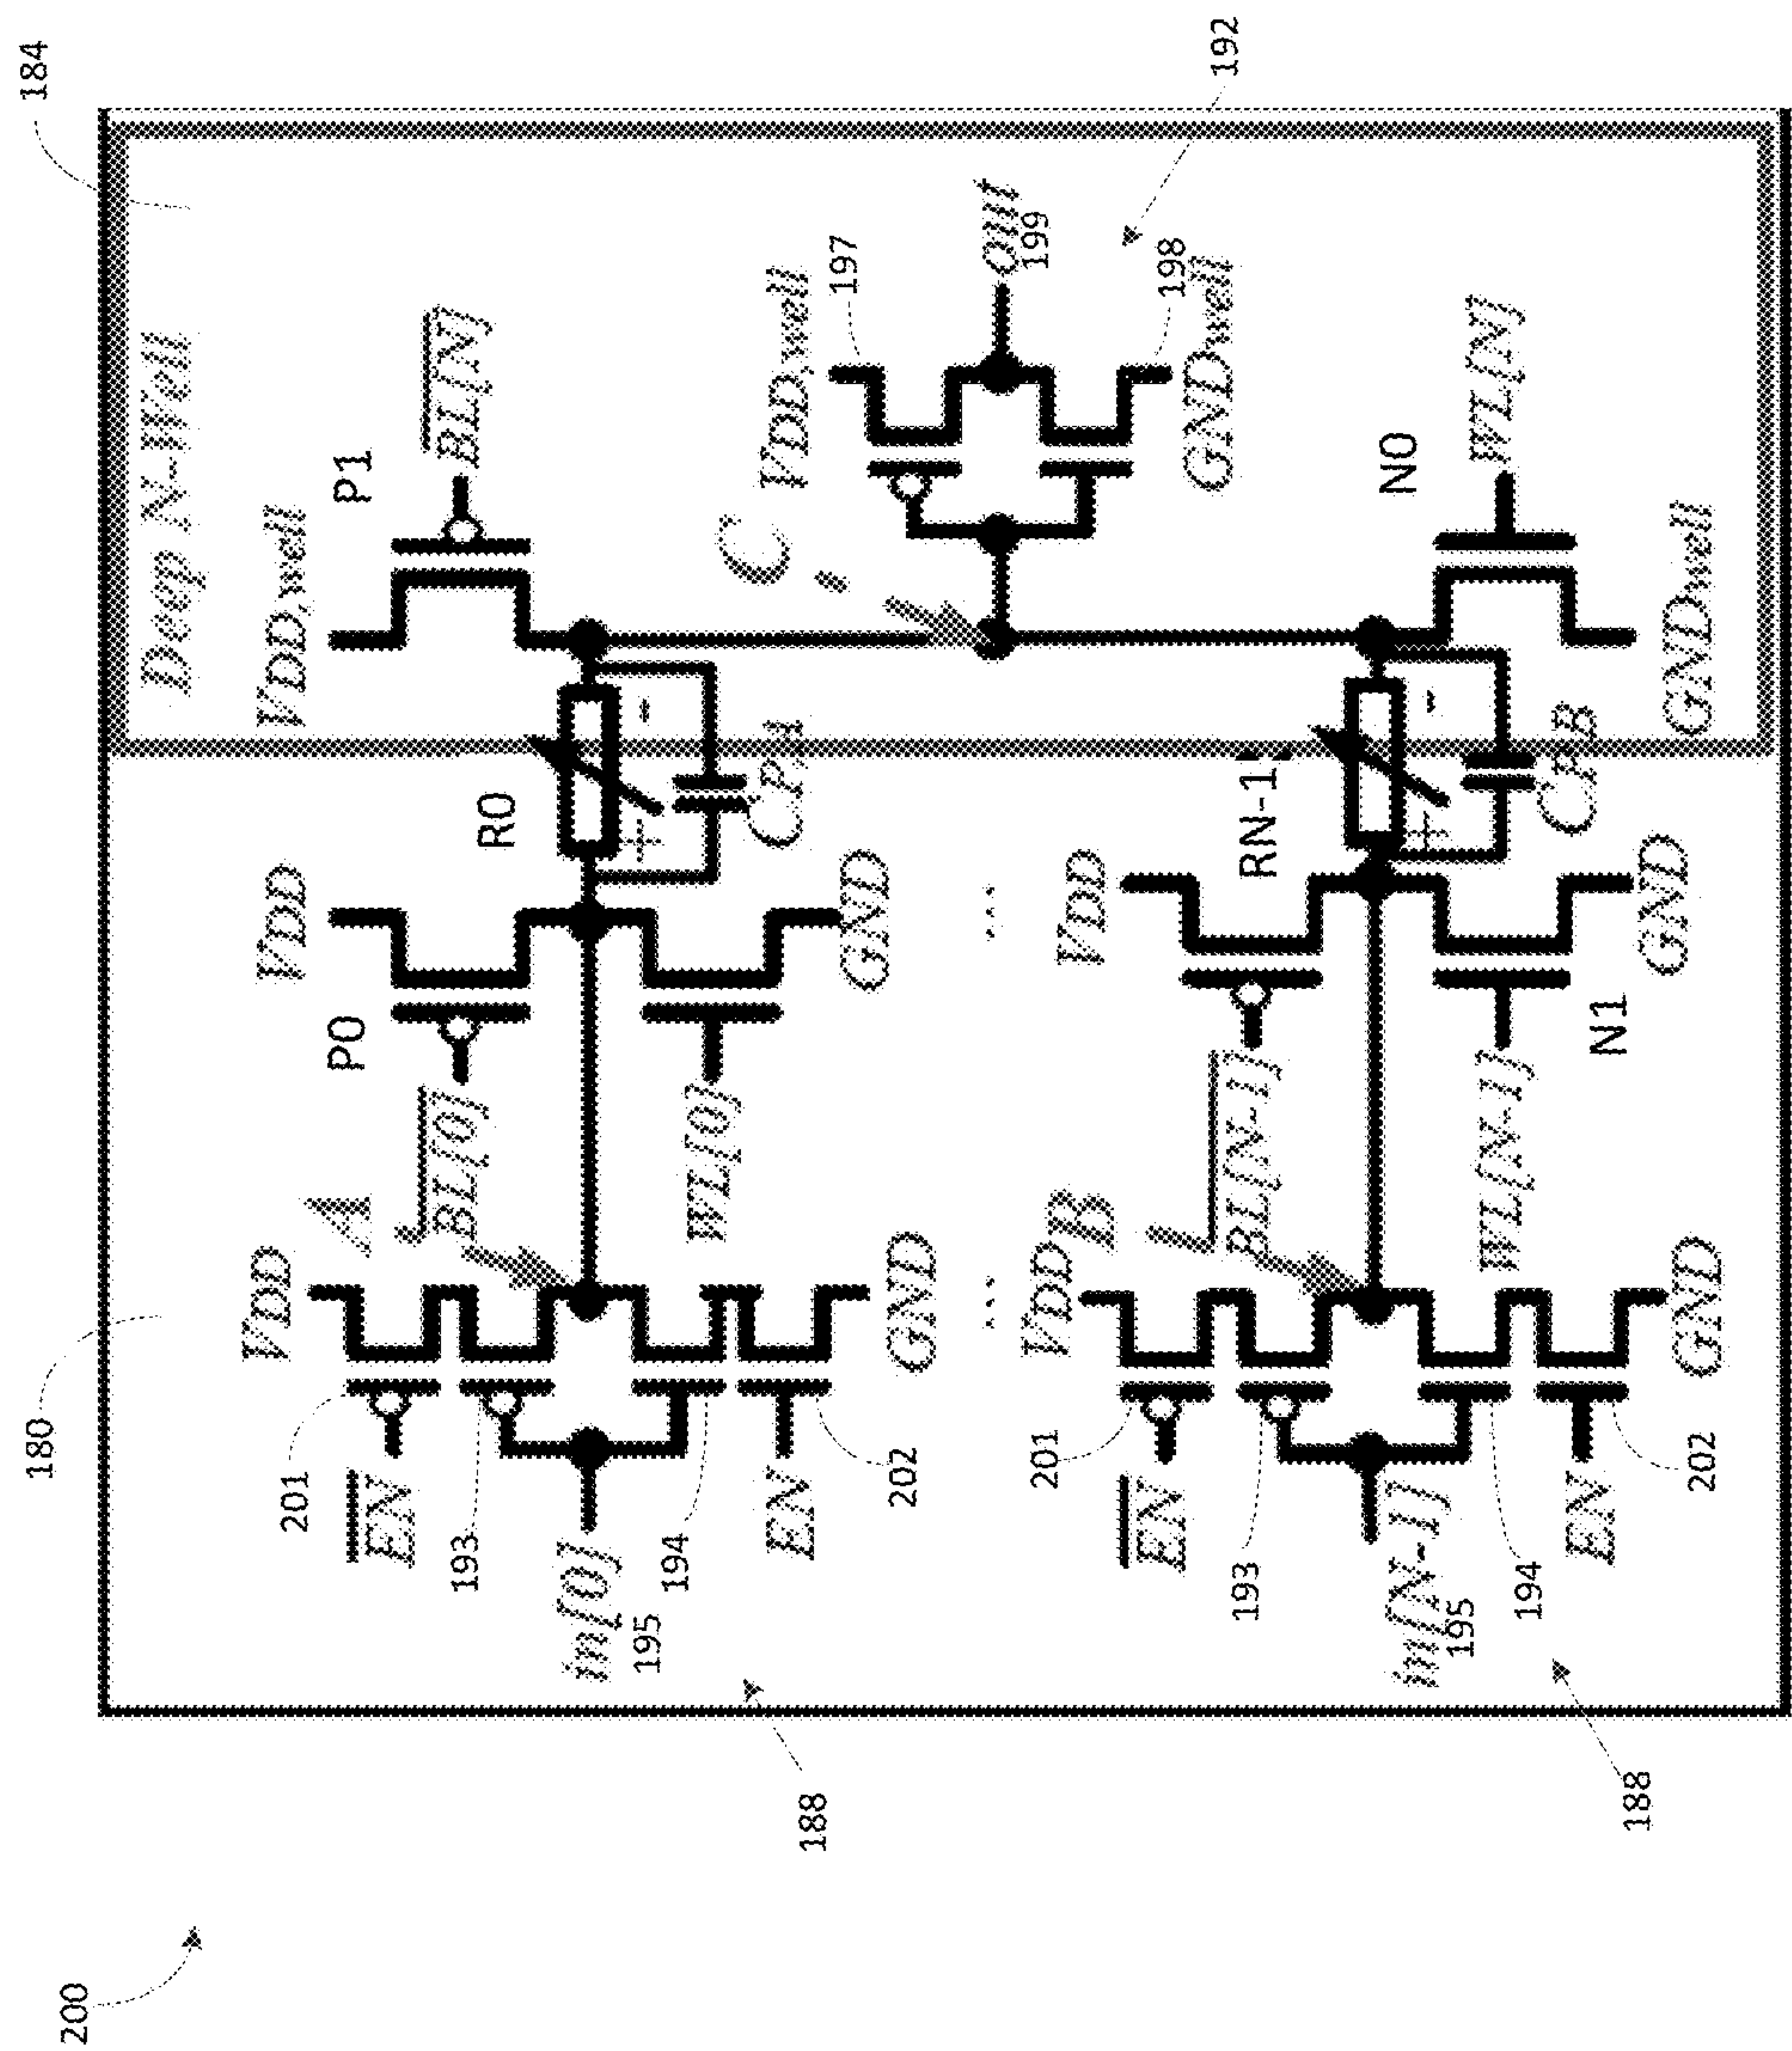 200
180
184
Deep N-Well
VDD
VDD
VDD,well
P0
P1
A
R0
201
EN
BL[0]
BL[N]
193
in[0]
195
+
-
194
WL[0]
CPA
EN
202
GND
GND
188
C
VDD,well
197
out
199
198
GNDwell
192
...
...
VDD
B
VDD
RN-1
201
EN
BL[N-1]
193
in[N-1]
195
+
-
N0
194
WL[N-1]
WL[N]
CPB
EN
202
GND
N1
GND
GNDwell
188